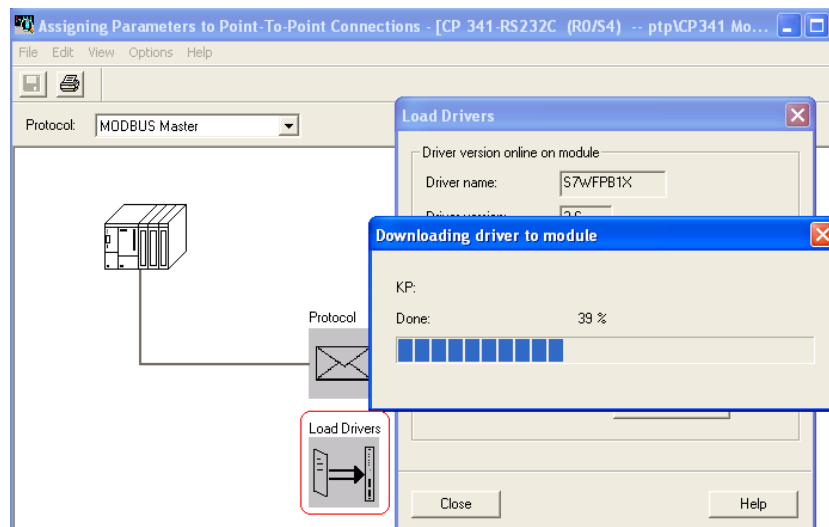 Assigning Parameters to Point-To-Point Connections - [CP 341-RS232C (R0/S4) -- ptp\CP341 Mo...
File Edit View Options Help
Protocol: MODBUS Master
Load Drivers
Driver version online on module
Driver name: S7WFPB1X
Downloading driver to module
KP:
Done: 39 %
Protocol
Load Drivers
Close Help